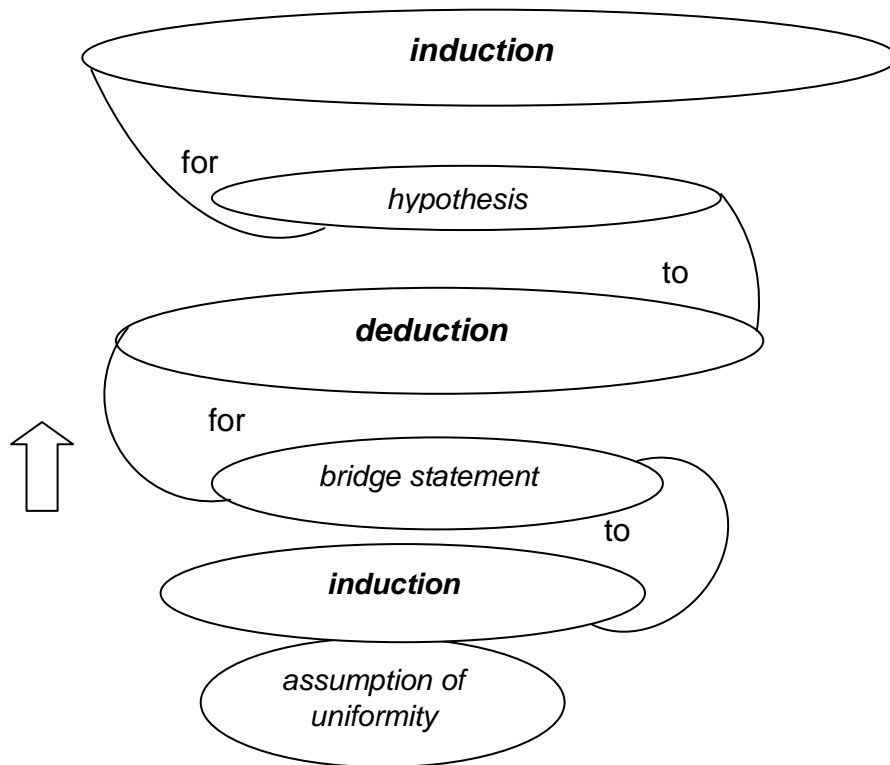 induction
for
hypothesis
to
deduction
for
bridge statement
to
induction
assumption of
uniformity